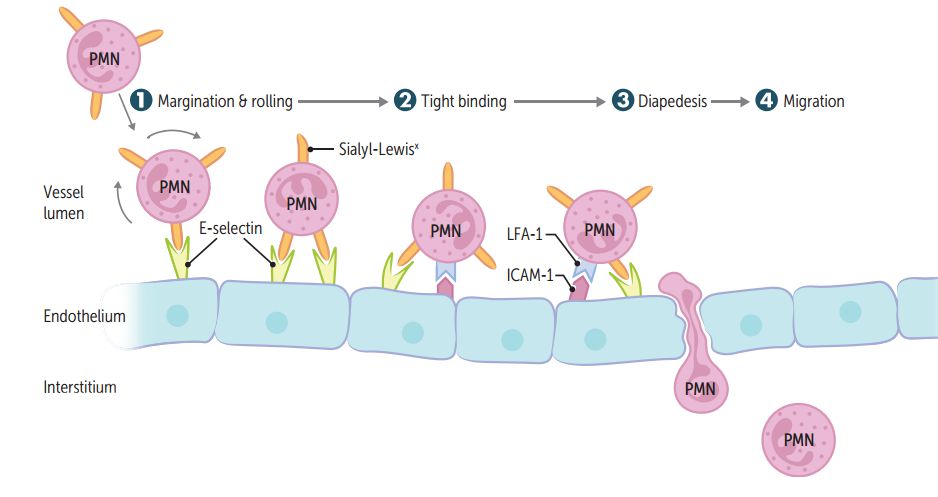 PMN
1 Margination & rolling
2 Tight binding
3 Diapedesis
4 Migration
Sialyl-Lewisˣ
PMN
PMN
Vessel
lumen
E-selectin
PMN
LFA-1
PMN
ICAM-1
Endothelium
Interstitium
PMN
PMN